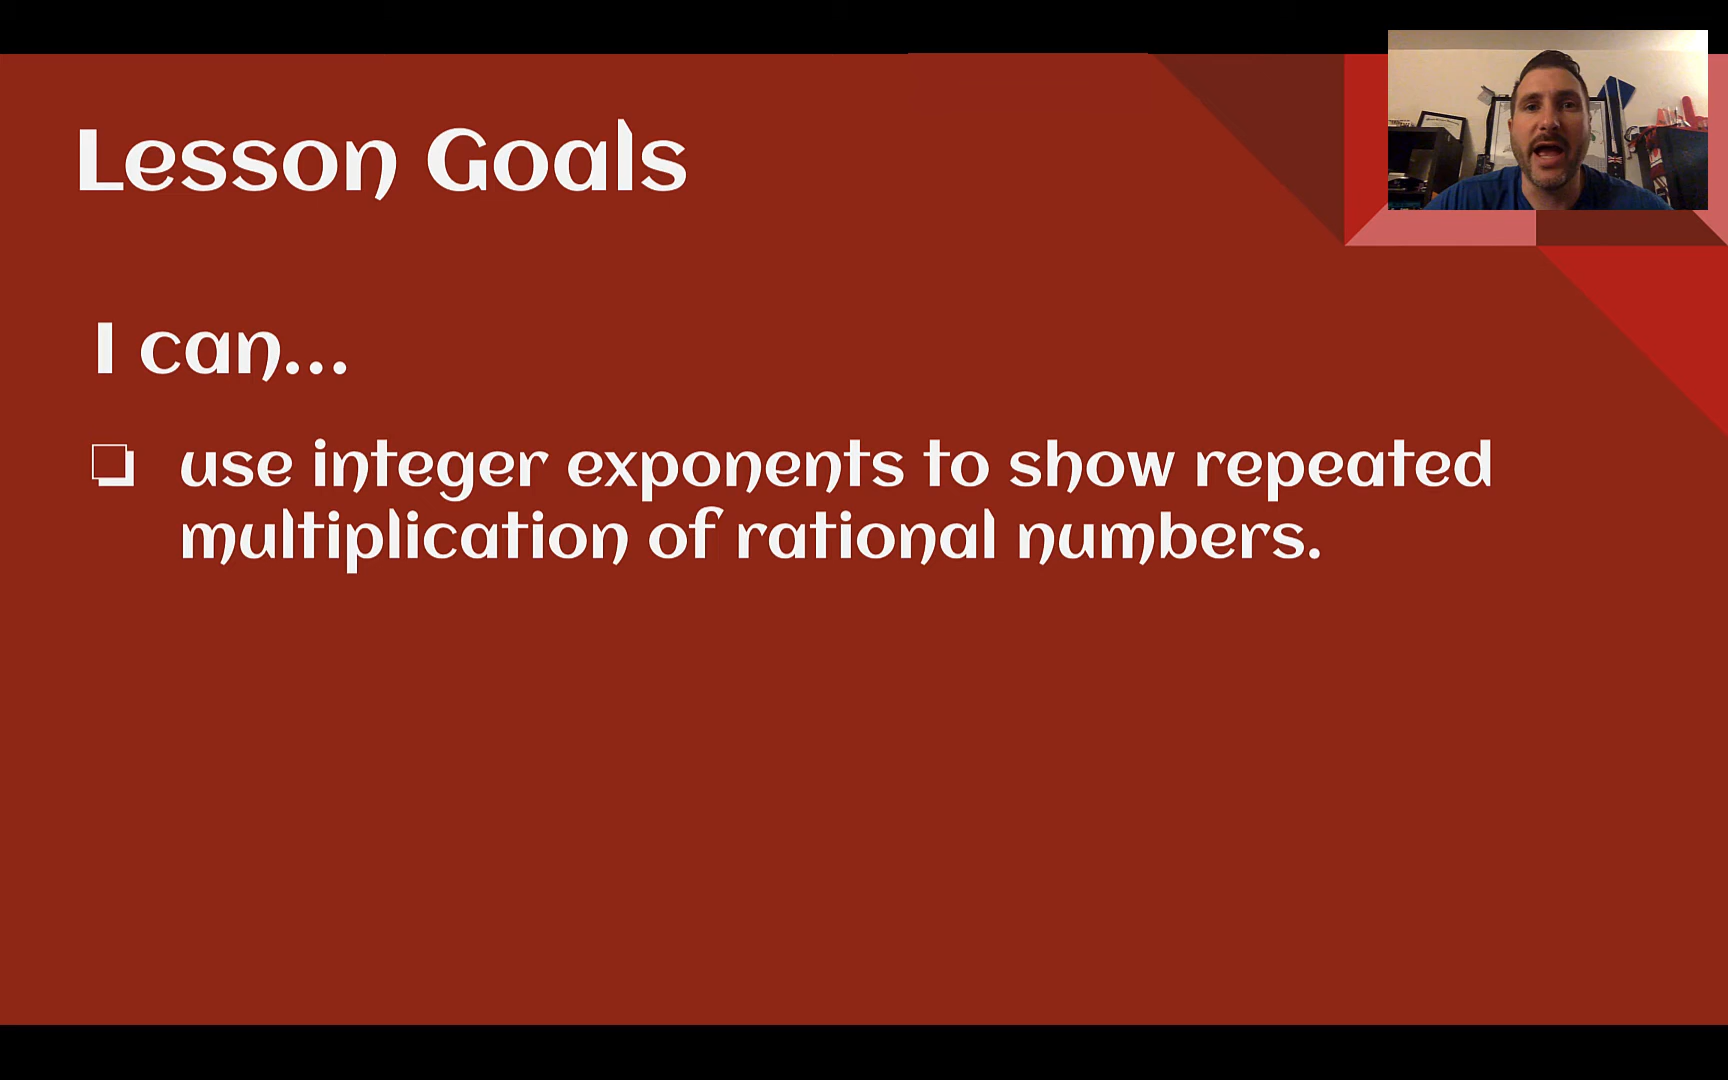 Lesson Goals
I can...
use integer exponents to show repeated
multiplication of rational numbers.